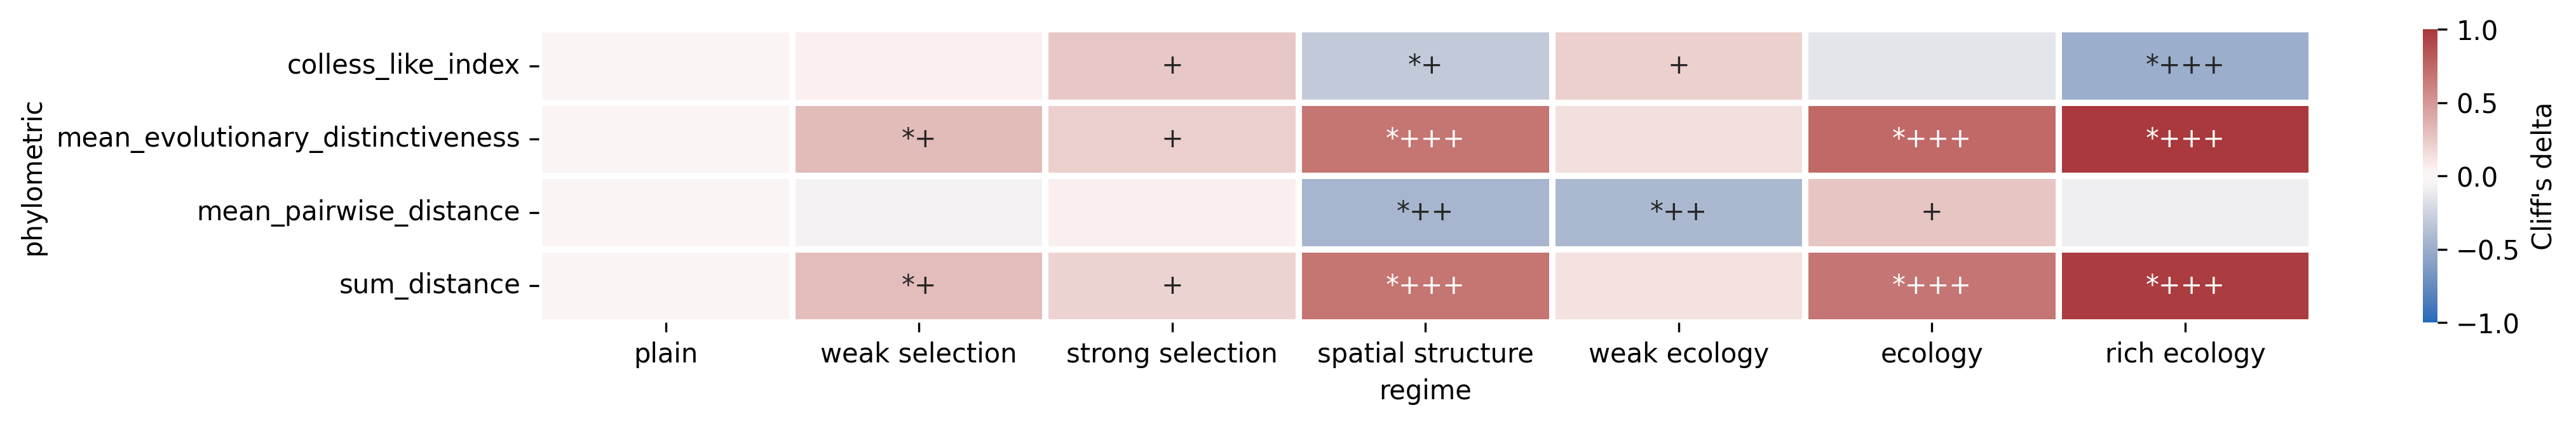 phylometric
colless_like_index + *+ + *+++
mean_evolutionary_distinctiveness *+ + *+++ *+++ *+++
mean_pairwise_distance *++ *++ +
sum_distance *+ + *+++ *+++ *+++
plain weak selection strong selection spatial structure weak ecology ecology rich ecology
regime
1.0
0.5
0.0
−0.5
−1.0
Cliff's delta